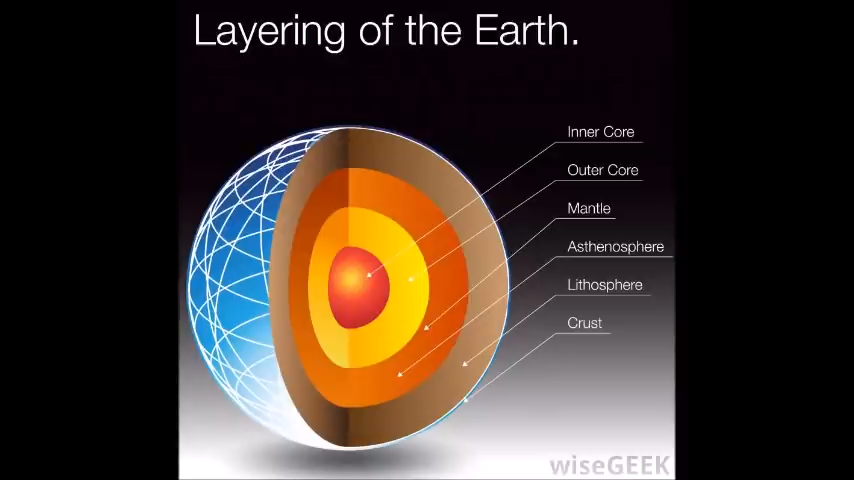 Layering of the Earth.
Inner Core
Outer Core
Mantle
Asthenosphere
Lithosphere
Crust
wiseGEEK